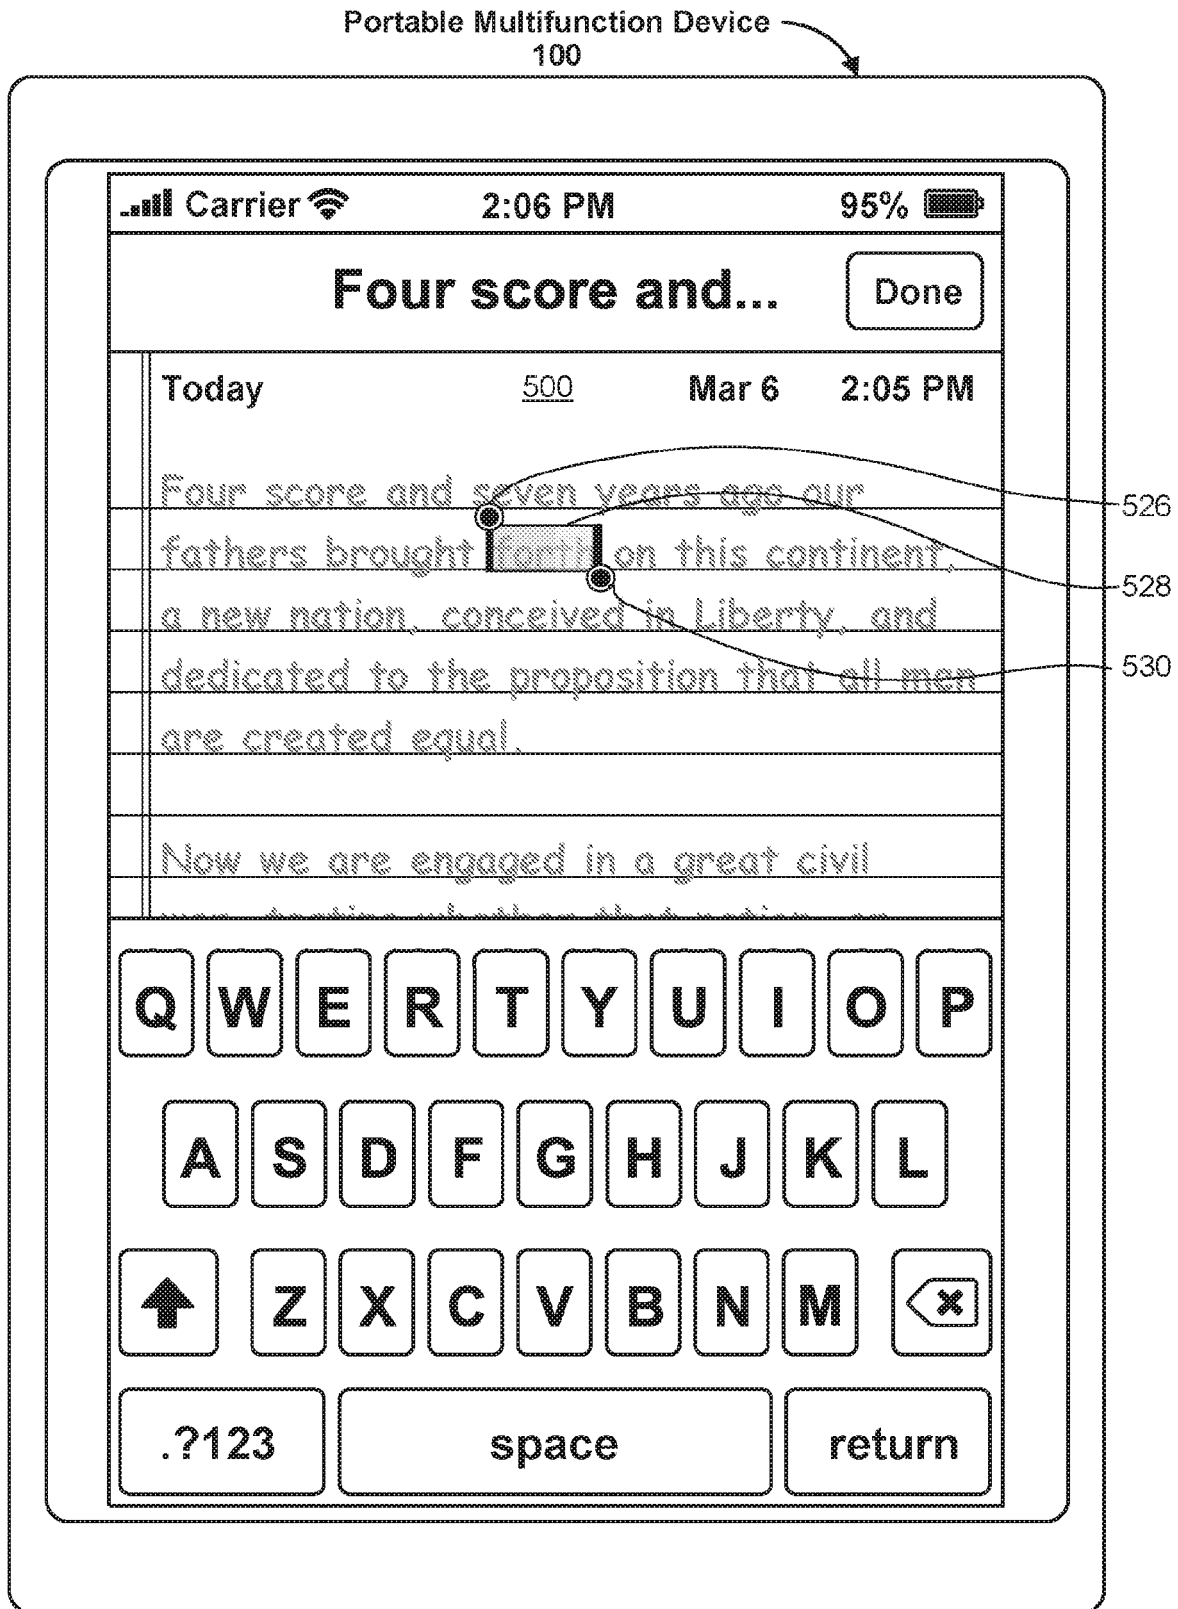 Portable Multifunction Device
100
Carrier 2:06 PM 95%
Four score and... Done
Today 500 Mar 6 2:05 PM
Four score and seven years ago our
526
fathers brought forth on this continent,
528
a new nation, conceived in Liberty, and
530
dedicated to the proposition that all men
are created equal.
Now we are engaged in a great civil
Q W E R T Y U I O P
A S D F G H J K L
Z X C V B N M
.?123 space return